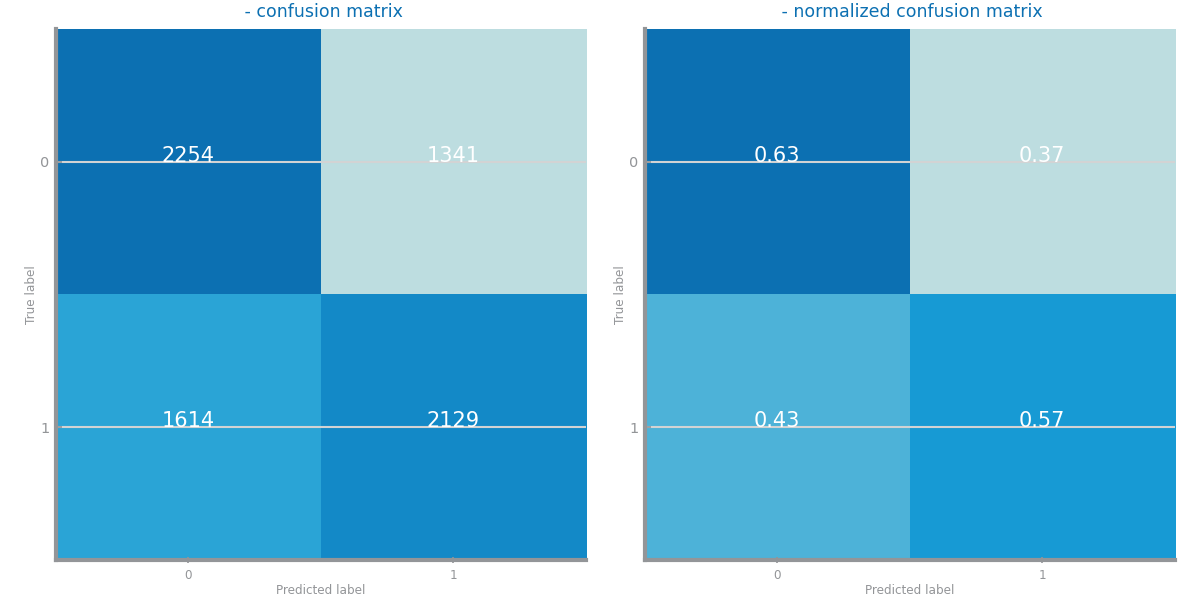 - confusion matrix
0 2254 1341
True label
1 1614 2129
0 1
Predicted label
- normalized confusion matrix
0 0.63 0.37
True label
1 0.43 0.57
0 1
Predicted label